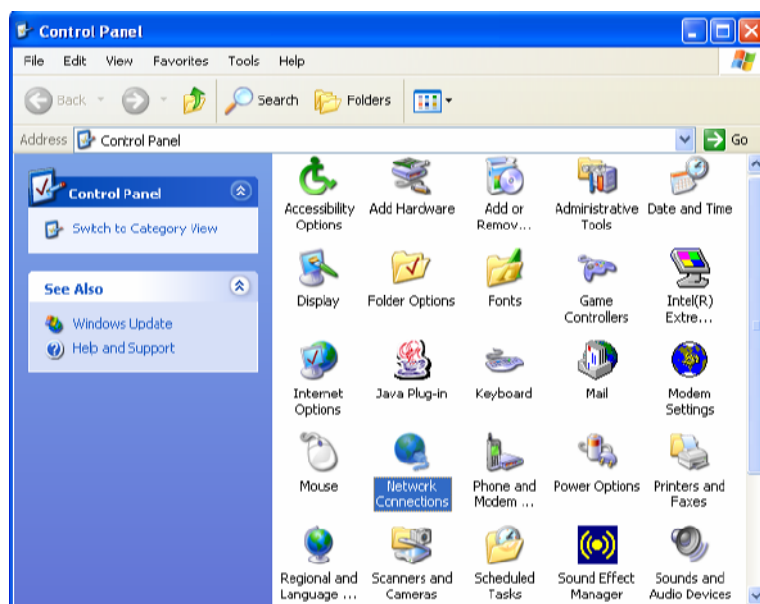 Control Panel
File Edit View Favorites Tools Help
Back Search Folders
Address Control Panel Go
Control Panel
Switch to Category View
See Also
Windows Update
Help and Support
Accessibility Options
Add Hardware
Add or Remov...
Administrative Tools
Date and Time
Display
Folder Options
Fonts
Game Controllers
Intel(R) Extre...
Internet Options
Java Plug-in
Keyboard
Mail
Modem Settings
Mouse
Network Connections
Phone and Modem ...
Power Options
Printers and Faxes
Regional and Language ...
Scanners and Cameras
Scheduled Tasks
Sound Effect Manager
Sounds and Audio Devices